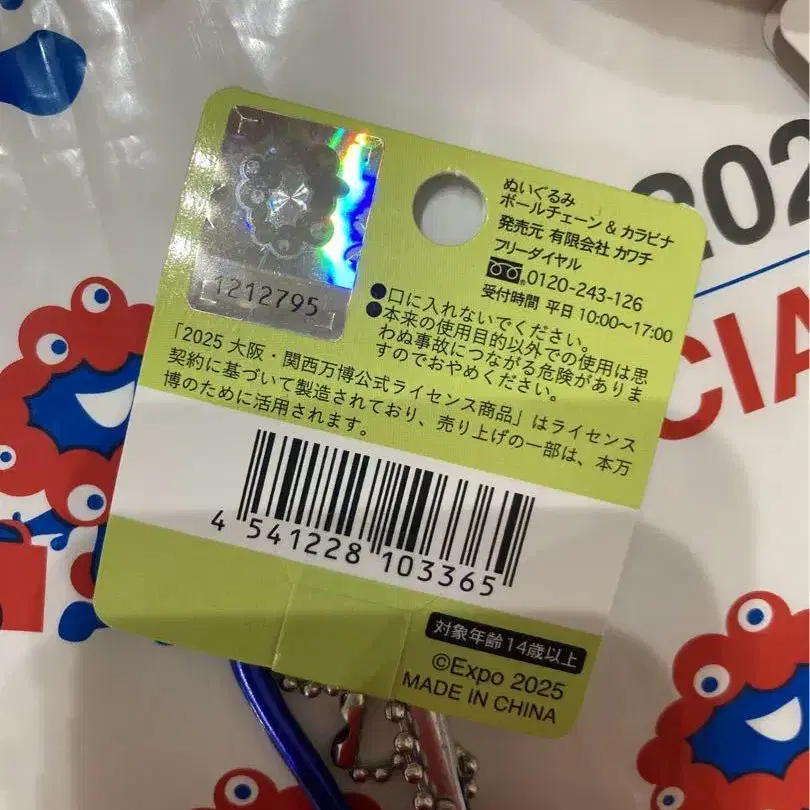 1212795
ぬいぐるみ
ボールチェーン & カラビナ
発売元 有限会社 カワチ
フリーダイヤル
0120-243-126
受付時間 平日 10:00〜17:00
●口に入れないでください。
●本来の使用目的以外での使用は思
わぬ事故につながる危険がありま
すのでおやめください。
「2025 大阪・関西万博公式ライセンス商品」はライセンス
契約に基づいて製造されており、売り上げの一部は、本万
博のために活用されます。
4 541228 103365
対象年齢 14歳以上
©Expo 2025
MADE IN CHINA
202
CIA